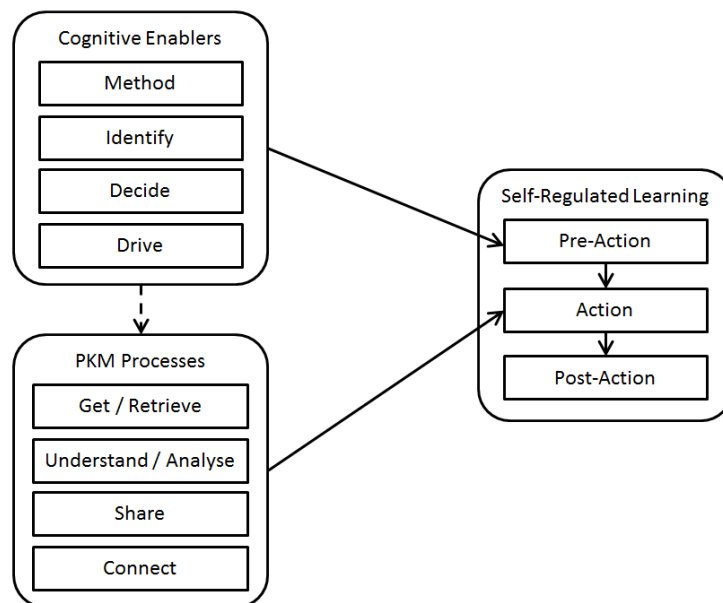 Cognitive Enablers
Method
Identify
Decide
Drive
PKM Processes
Get / Retrieve
Understand / Analyse
Share
Connect
Self-Regulated Learning
Pre-Action
Action
Post-Action